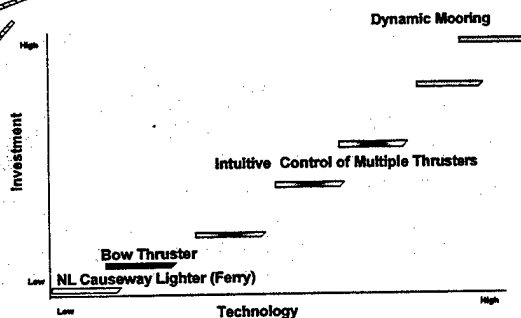 Dynamic Mooring
High
Investment
Intuitive Control of Multiple Thrusters
Bow Thruster
Low
NL Causeway Lighter (Ferry)
Low
Technology
High